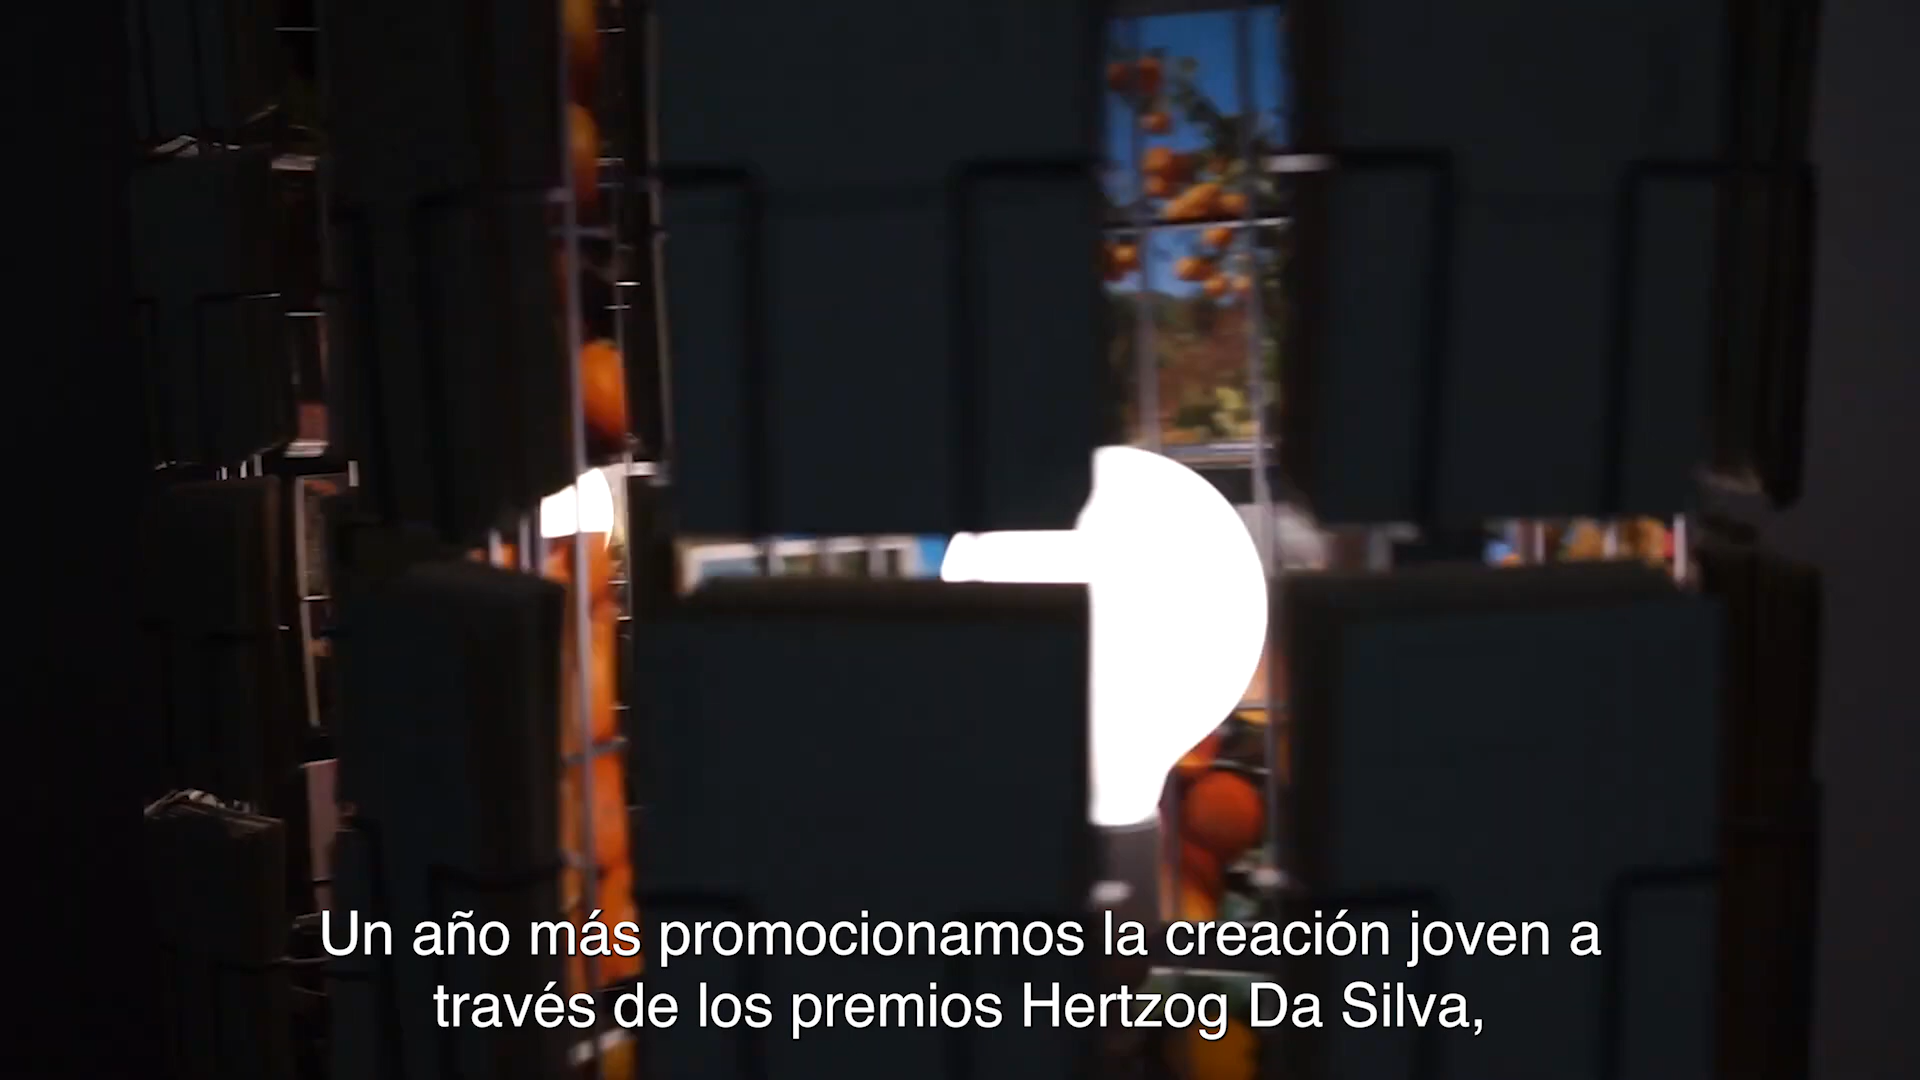 Un año más promocionamos la creación joven a
través de los premios Hertzog Da Silva,